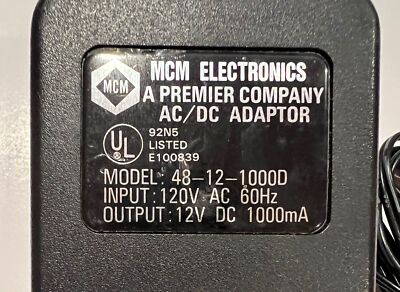 MCM
MCM ELECTRONICS
A PREMIER COMPANY
AC/DC ADAPTOR
UL
92N5
LISTED
E100839
MODEL: 48-12-1000D
INPUT: 120V AC 60Hz
OUTPUT: 12V DC 1000mA